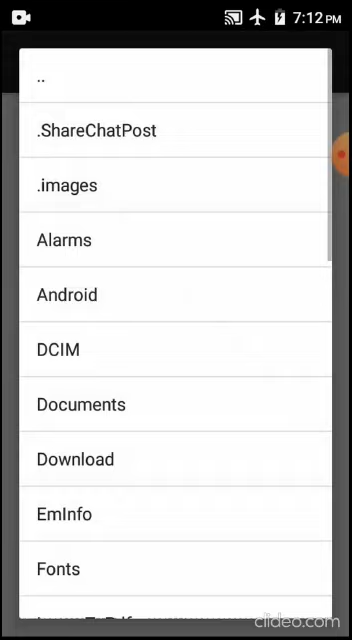 7:12 PM
..
.ShareChatPost
.images
Alarms
Android
DCIM
Documents
Download
EmInfo
Fonts
clideo.com